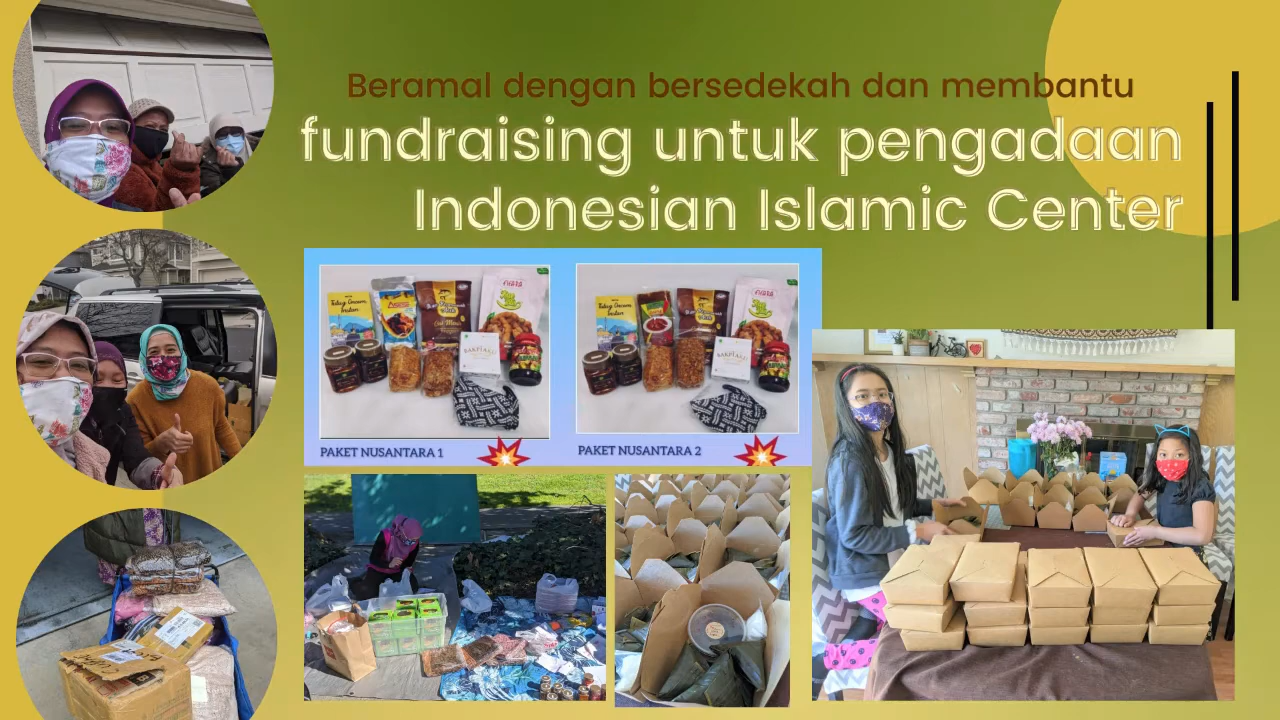 Beramal dengan bersedekah dan membantu
fundraising untuk pengadaan
Indonesian Islamic Center
PAKET NUSANTARA 1
PAKET NUSANTARA 2